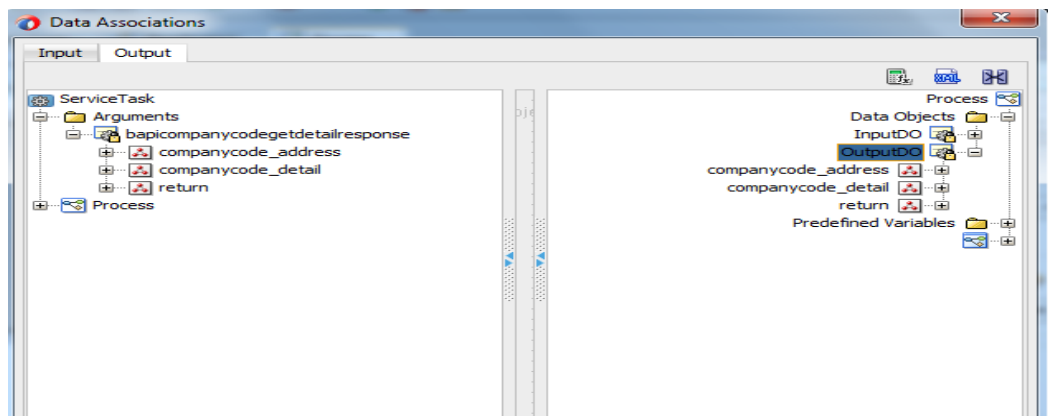 Data Associations
Input Output
ServiceTask
Arguments
bapicompanycodegetdetailresponse
companycode_address
companycode_detail
return
Process
Process
Data Objects
InputDO
OutputDO
companycode_address
companycode_detail
return
Predefined Variables